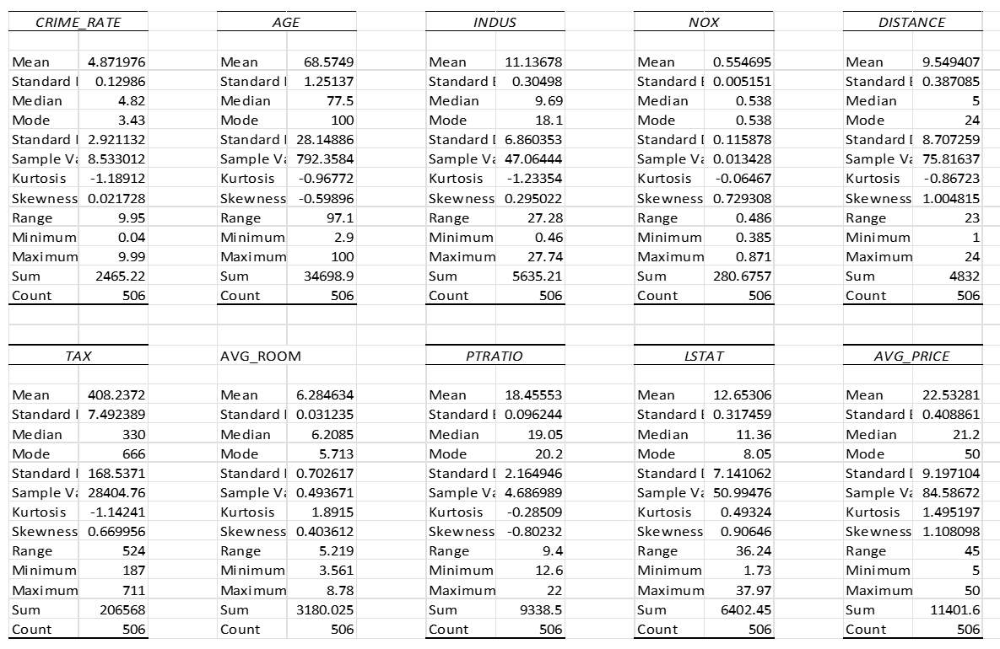 CRIME_RATE AGE INDUS NOX DISTANCE
Mean 4.871976 Mean 68.5749 Mean 11.13678 Mean 0.554695 Mean 9.549407
Standard 0.12986 Standard 1.25137 Standard E 0.30498 Standard E 0.005151 Standard E 0.387085
Median 4.82 Median 77.5 Median 9.69 Median 0.538 Median 5
Mode 3.43 Mode 100 Mode 18.1 Mode 0.538 Mode 24
Standard 2.921132 Standard 28.14886 Standard D 6.860353 Standard D 0.115878 Standard D 8.707259
Sample Va 8.533012 Sample Va 792.3584 Sample Va 47.06444 Sample Va 0.013428 Sample Va 75.81637
Kurtosis -1.18912 Kurtosis -0.96772 Kurtosis -1.23354 Kurtosis -0.06467 Kurtosis -0.86723
Skewness 0.021728 Skewness -0.59896 Skewness 0.295022 Skewness 0.729308 Skewness 1.004815
Range 9.95 Range 97.1 Range 27.28 Range 0.486 Range 23
Minimum 0.04 Minimum 2.9 Minimum 0.46 Minimum 0.385 Minimum 1
Maximum 9.99 Maximum 100 Maximum 27.74 Maximum 0.871 Maximum 24
Sum 2465.22 Sum 34698.9 Sum 5635.21 Sum 280.6757 Sum 4832
Count 506 Count 506 Count 506 Count 506 Count 506
TAX AVG_ROOM PTRATIO LSTAT AVG_PRICE
Mean 408.2372 Mean 6.284634 Mean 18.45553 Mean 12.65306 Mean 22.53281
Standard 7.492389 Standard 0.031235 Standard E 0.096244 Standard E 0.317459 Standard E 0.408861
Median 330 Median 6.2085 Median 19.05 Median 11.36 Median 21.2
Mode 666 Mode 5.713 Mode 20.2 Mode 8.05 Mode 50
Standard 168.5371 Standard 0.702617 Standard D 2.164946 Standard D 7.141062 Standard D 9.197104
Sample Va 28404.76 Sample Va 0.493671 Sample Va 4.686989 Sample Va 50.99476 Sample Va 84.58672
Kurtosis -1.14241 Kurtosis 1.8915 Kurtosis -0.28509 Kurtosis 0.49324 Kurtosis 1.495197
Skewness 0.669956 Skewness 0.403612 Skewness -0.80232 Skewness 0.90646 Skewness 1.108098
Range 524 Range 5.219 Range 9.4 Range 36.24 Range 45
Minimum 187 Minimum 3.561 Minimum 12.6 Minimum 1.73 Minimum 5
Maximum 711 Maximum 8.78 Maximum 22 Maximum 37.97 Maximum 50
Sum 206568 Sum 3180.025 Sum 9338.5 Sum 6402.45 Sum 11401.6
Count 506 Count 506 Count 506 Count 506 Count 506